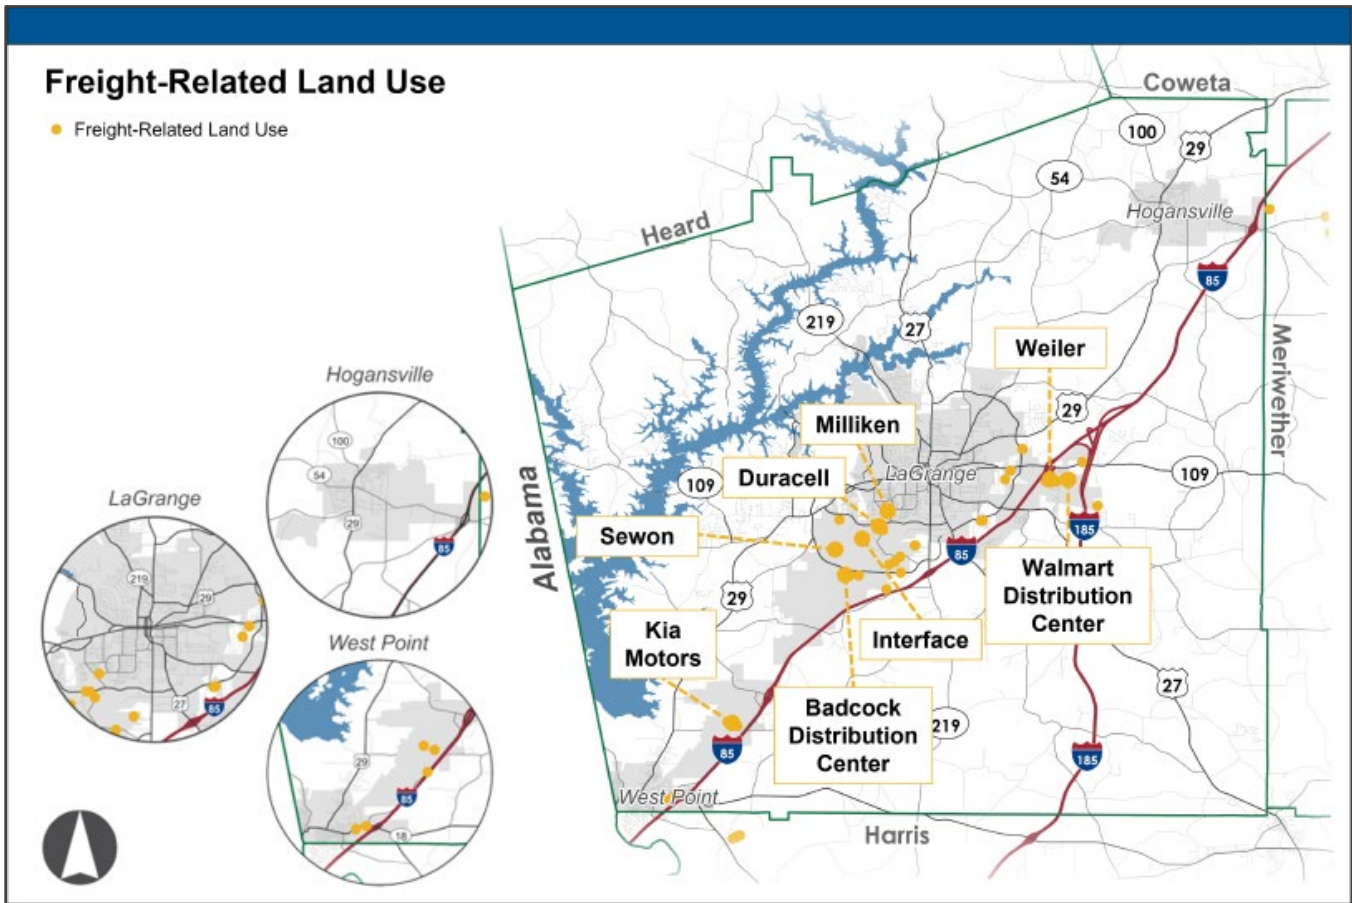 Freight-Related Land Use
Freight-Related Land Use
Coweta
100
29
54
Hogansville
Heard
85
219
27
Weiler
Meriwether
Hogansville
29
Milliken
100
LaGrange
109
Duracell
109
54
Alabama
LaGrange
29
Sewon
185
85
85
219
Walmart
Distribution
Center
29
29
Kia
Motors
Interface
West Point
27
27
85
Badcock
Distribution
Center
219
29
85
185
85
West Point
18
Harris